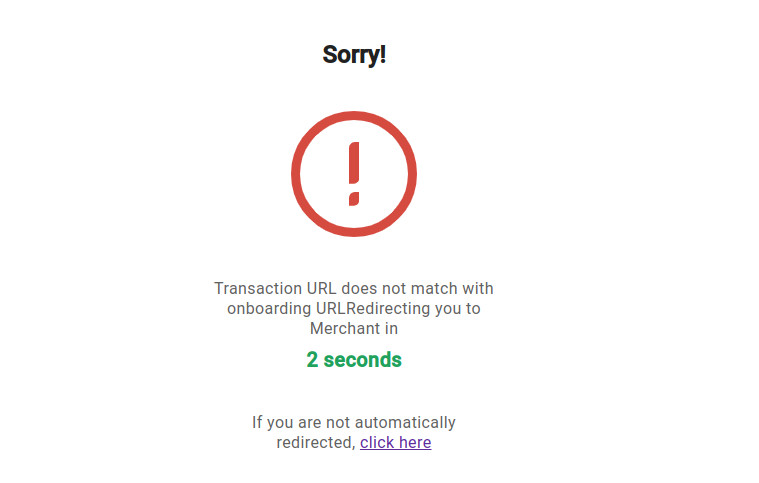 Sorry!
Transaction URL does not match with
onboarding URLRedirecting you to
Merchant in
2 seconds
If you are not automatically
redirected, click here